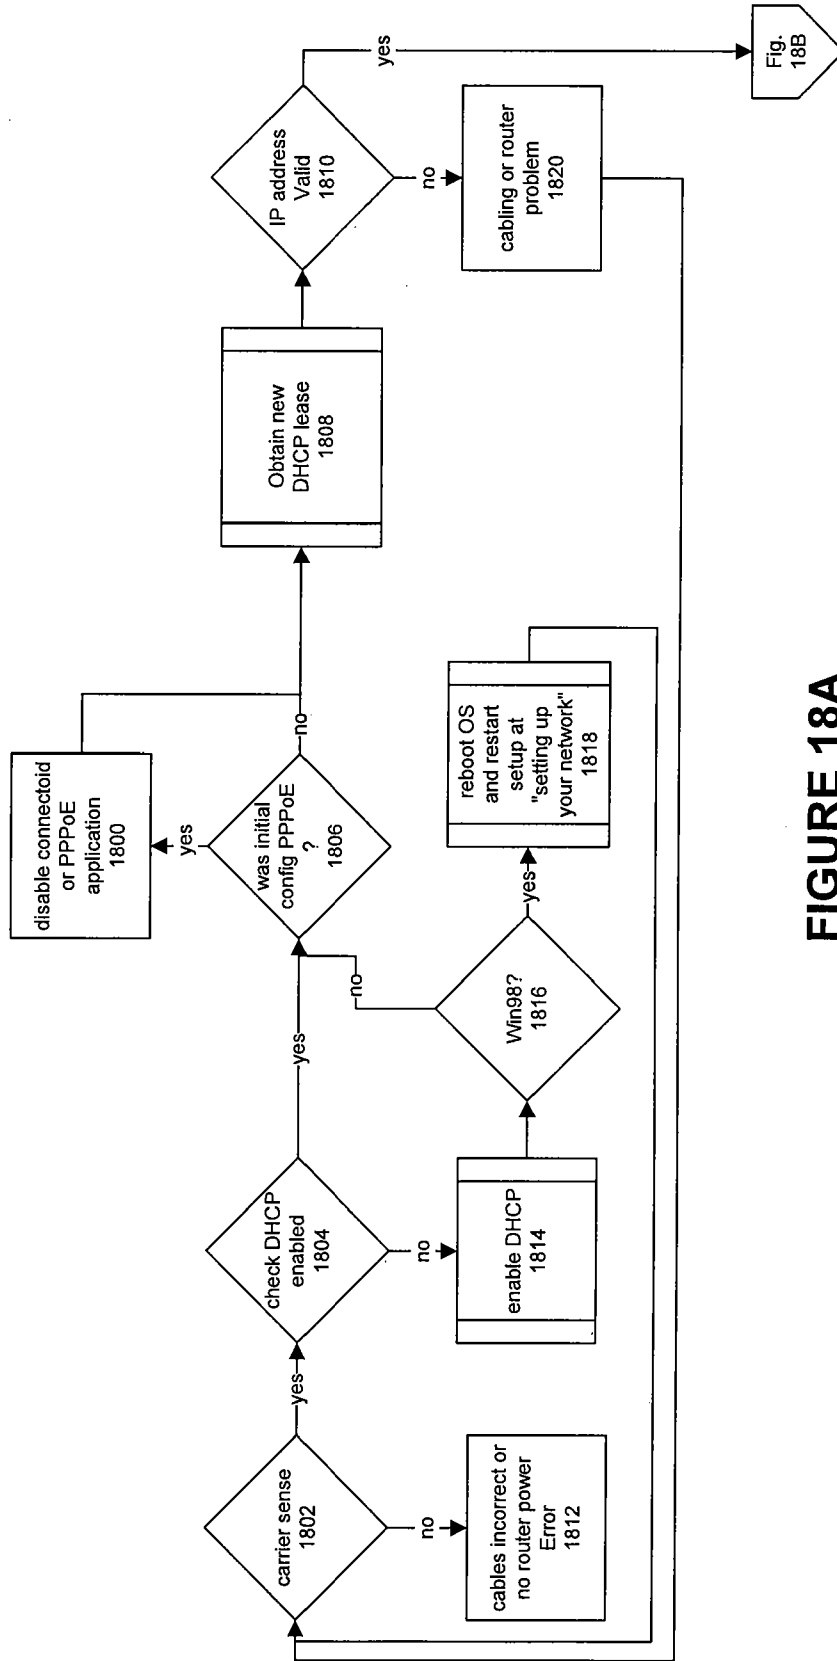 carrier sense
1802
yes
no
cables incorrect or
no router power
Error
1812
check DHCP
enabled
1804
yes
no
enable DHCP
1814
Win98?
1816
no
yes
reboot OS
and restart
setup at
"setting up
your network"
1818
was initial
config PPPoE
?
1806
yes
no
disable connectoid
or PPPoE
application
1800
Obtain new
DHCP lease
1808
IP address
Valid
1810
yes
no
cabling or router
problem
1820
Fig.
18B
FIGURE 18A